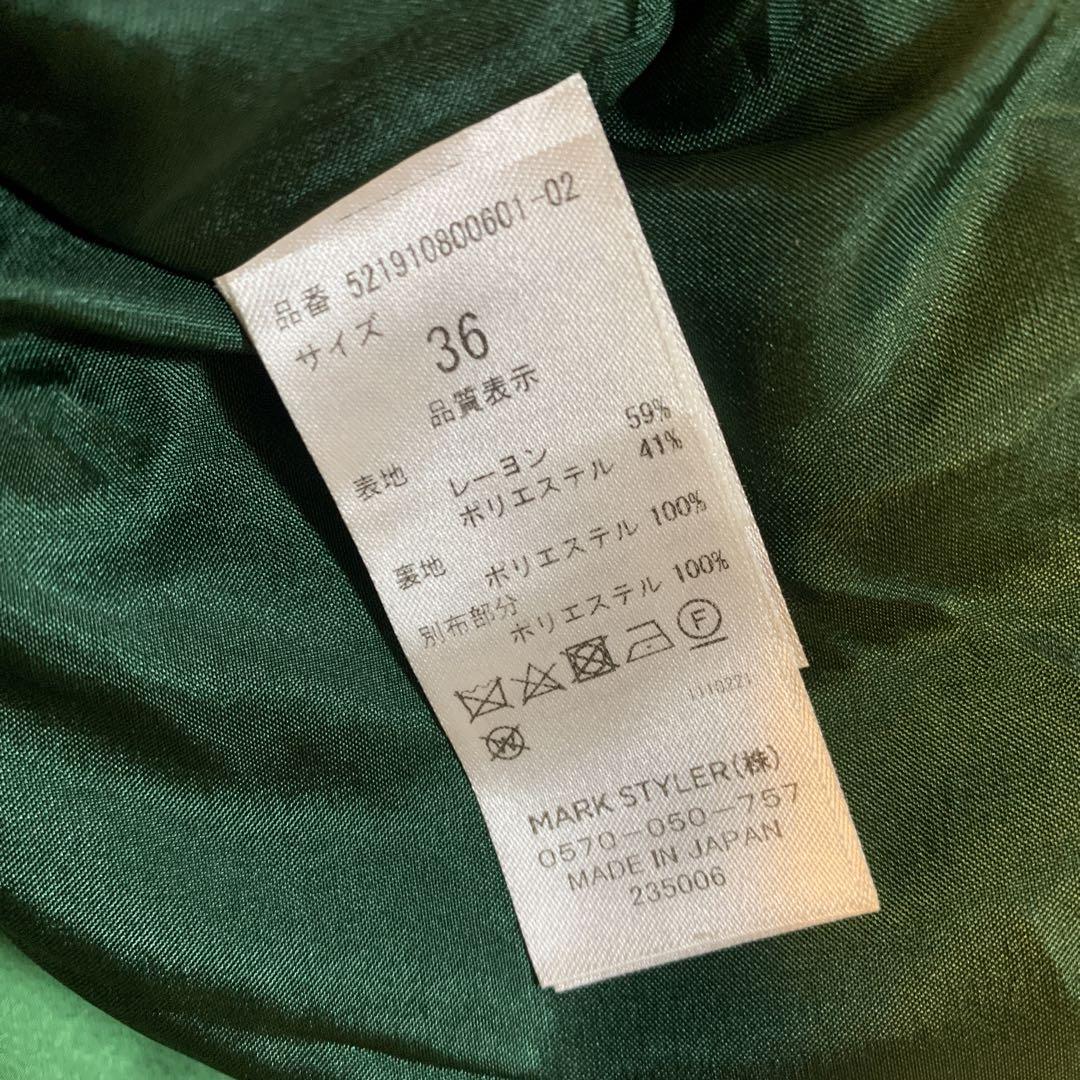 品番 521910800601-02
サイズ 36
品質表示
表地 レーヨン 59%
ポリエステル 41%
裏地 ポリエステル 100%
別布部分
ポリエステル 100%
F
W
MARK STYLER(株)
0570-050-757
MADE IN JAPAN
235006